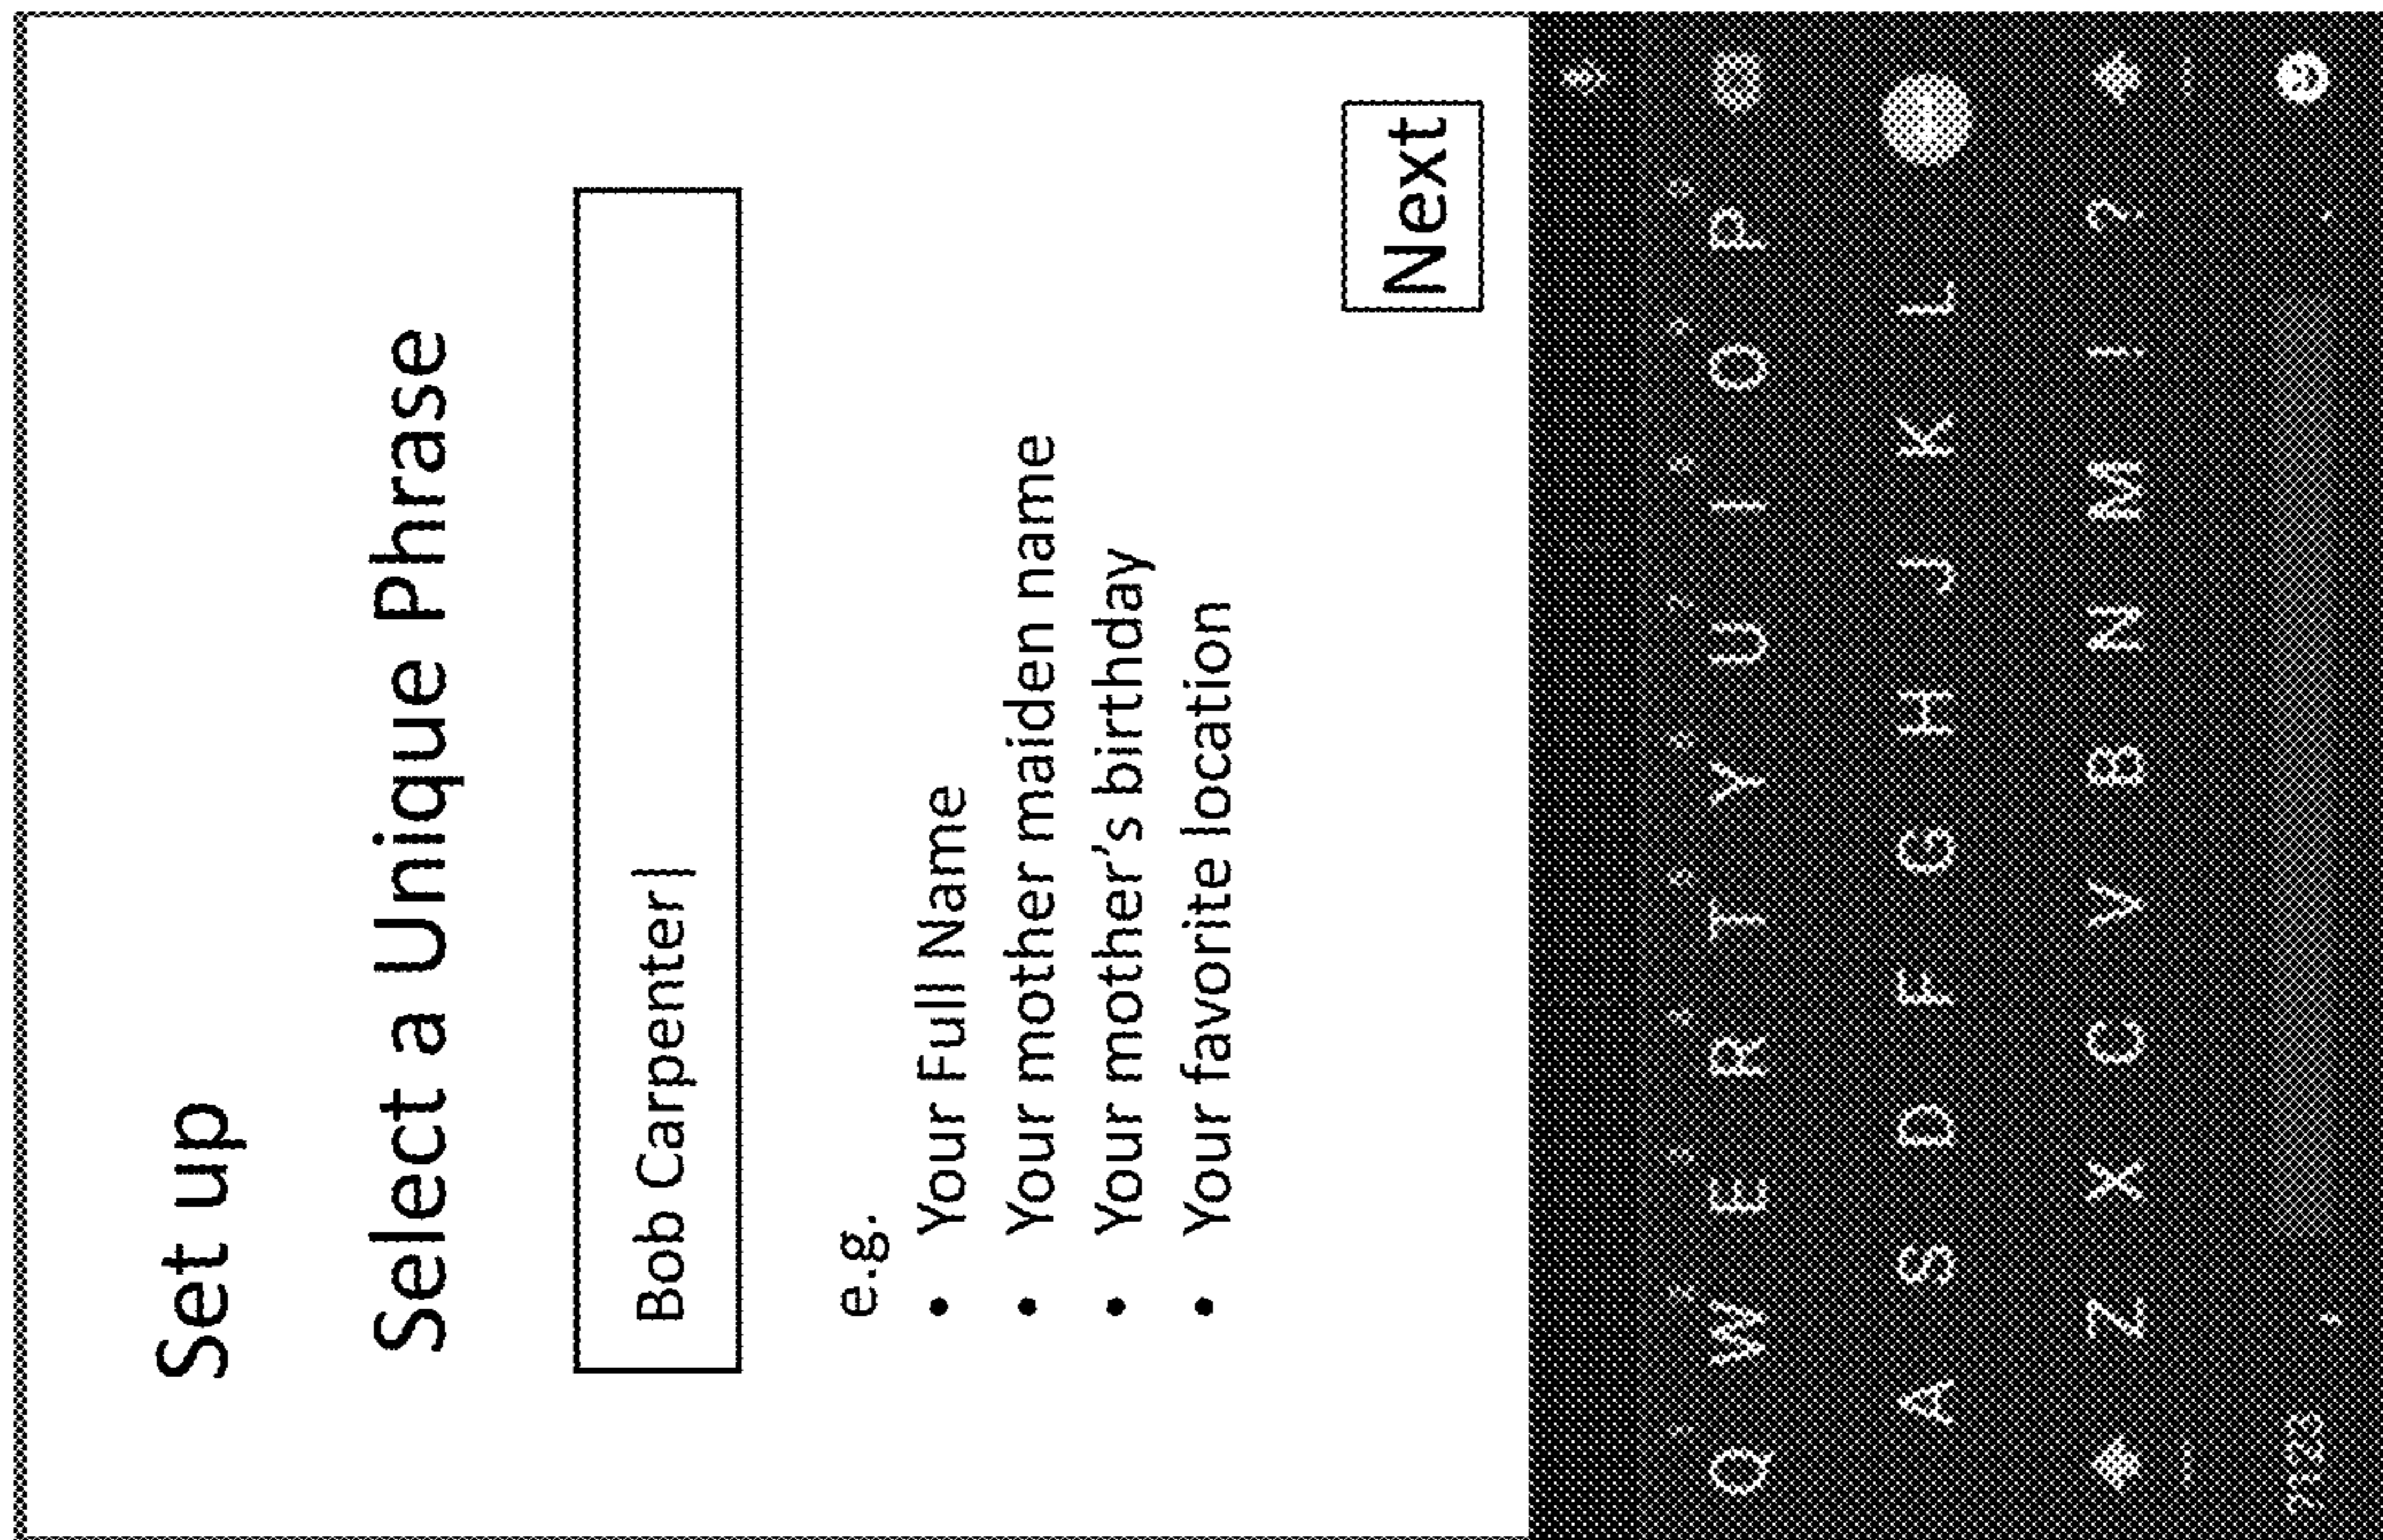 Set up
Select a Unique Phrase
Bob Carpenter
e.g.
• Your Full Name
• Your mother maiden name
• Your mother's birthday
• Your favorite location
Next
Q W E R T Y U I O P
A S D F G H J K L
Z X C V B N M ! ?
?123 , .